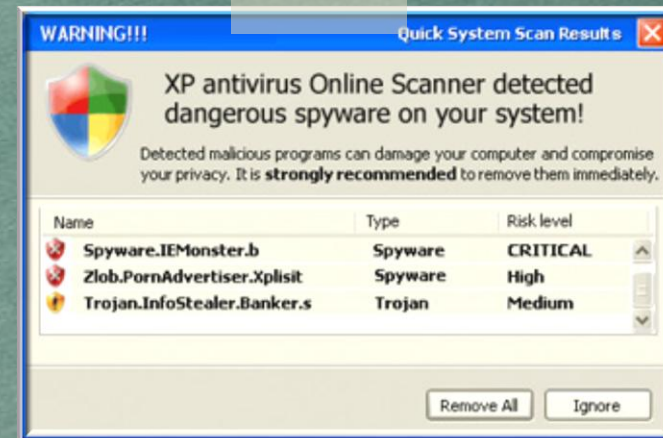 WARNING!!! Quick System Scan Results
XP antivirus Online Scanner detected
dangerous spyware on your system!
Detected malicious programs can damage your computer and compromise
your privacy. It is strongly recommended to remove them immediately.
Name Type Risk level
Spyware.IEMonster.b Spyware CRITICAL
Zlob.PornAdvertiser.Xplisit Spyware High
Trojan.InfoStealer.Banker.s Trojan Medium
Remove All Ignore